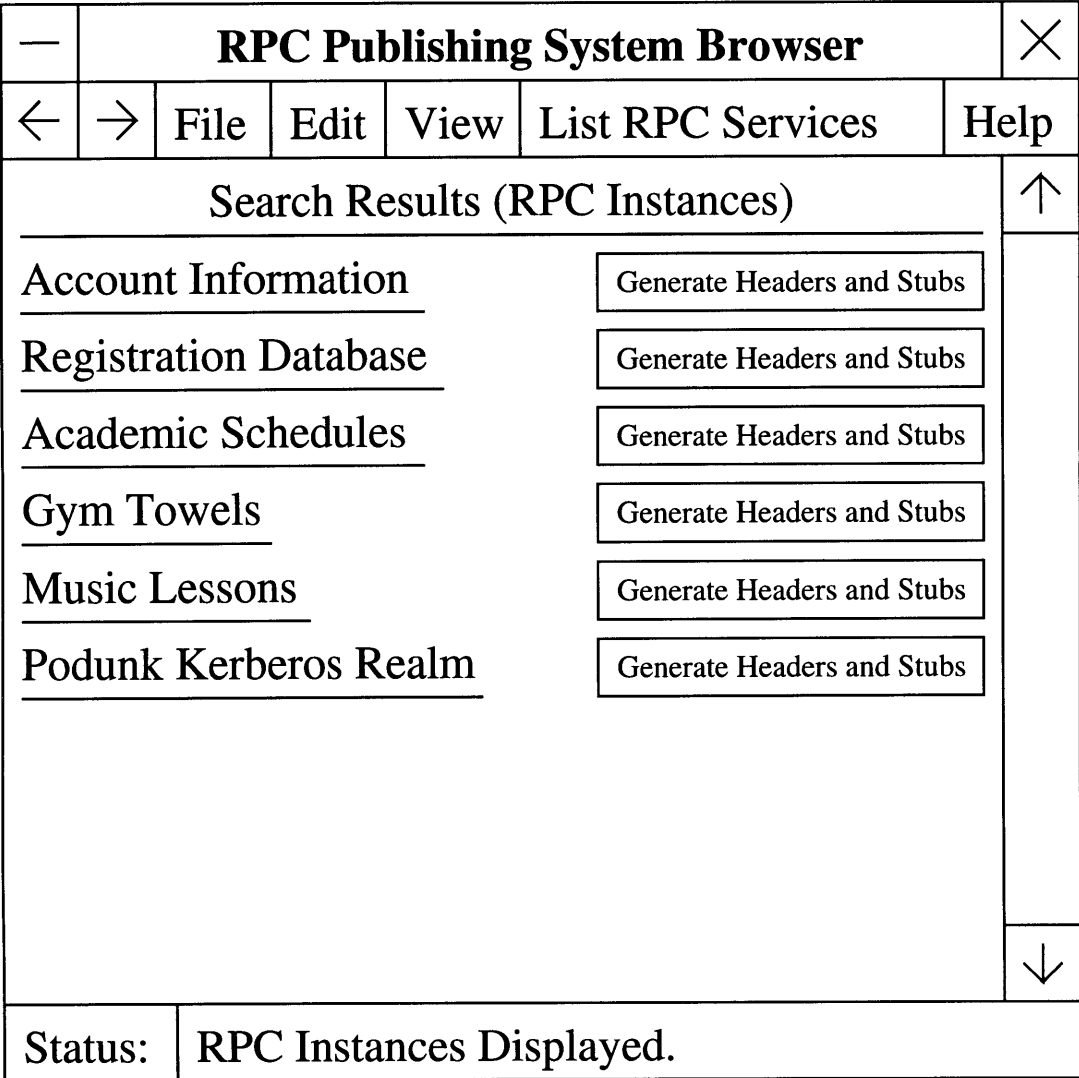 RPC Publishing System Browser
File Edit View List RPC Services Help
Search Results (RPC Instances)
Account Information Generate Headers and Stubs
Registration Database Generate Headers and Stubs
Academic Schedules Generate Headers and Stubs
Gym Towels Generate Headers and Stubs
Music Lessons Generate Headers and Stubs
Podunk Kerberos Realm Generate Headers and Stubs
Status: RPC Instances Displayed.